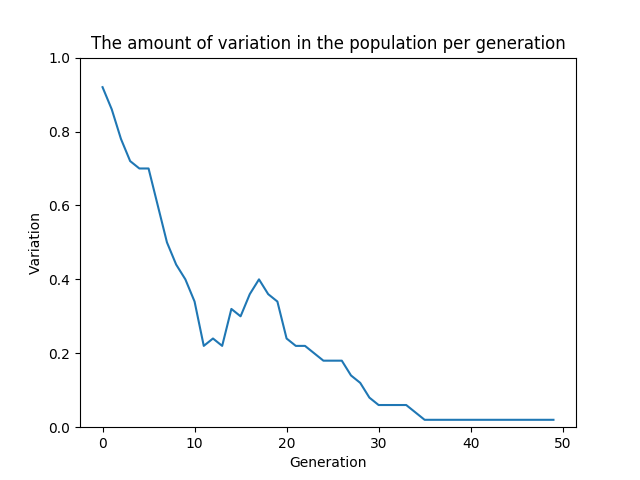 The amount of variation in the population per generation
1.0
0.8
0.6
0.4
0.2
0.0
Variation
0 10 20 30 40 50
Generation